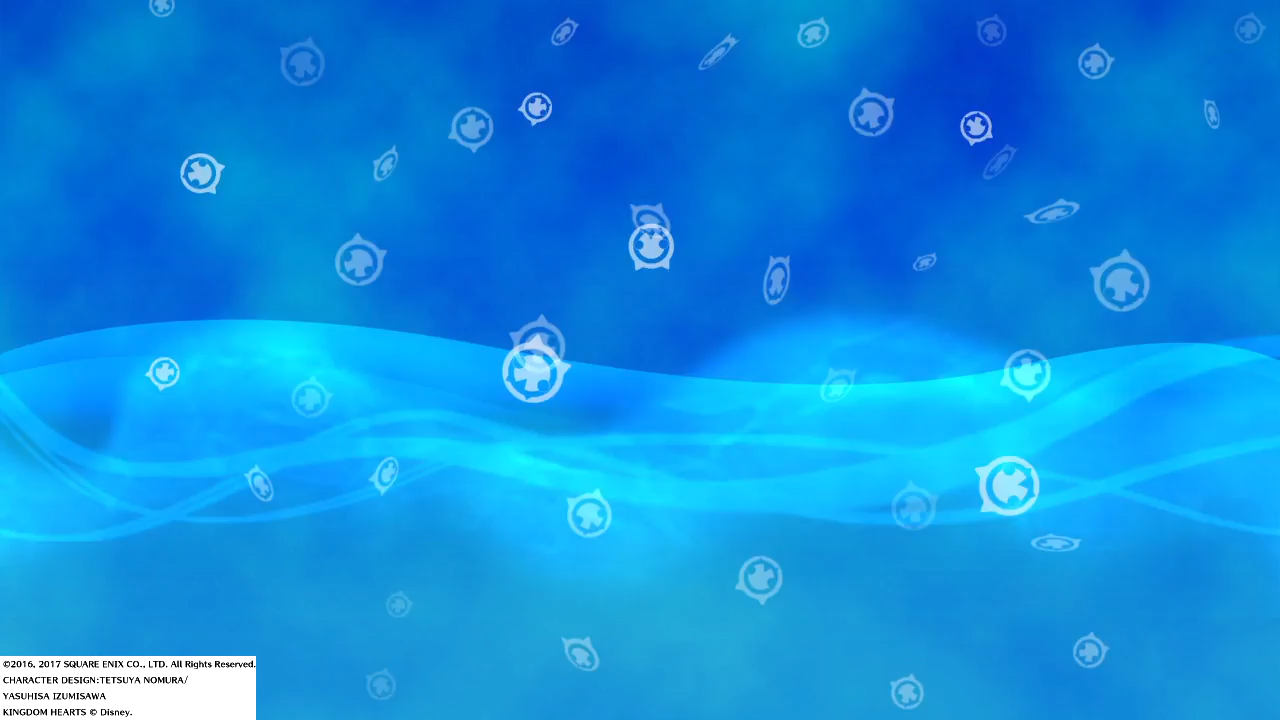 ©2016, 2017 SQUARE ENIX CO., LTD. All Rights Reserved.
CHARACTER DESIGN:TETSUYA NOMURA/
YASUHISA IZUMISAWA
KINGDOM HEARTS © Disney.